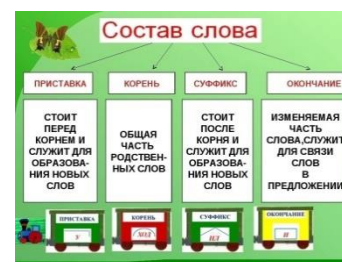 Состав слова
ПРИСТАВКА
КОРЕНЬ
СУФФИКС
ОКОНЧАНИЕ
СТОИТ
ПЕРЕД
КОРНЕМ И
СЛУЖИТ ДЛЯ
ОБРАЗОВА-
НИЯ НОВЫХ
СЛОВ
ОБЩАЯ
ЧАСТЬ
РОДСТВЕН-
НЫХ СЛОВ
СТОИТ
ПОСЛЕ
КОРНЯ И
СЛУЖИТ ДЛЯ
ОБРАЗОВА-
НИЯ НОВЫХ
СЛОВ
ИЗМЕНЯЕМАЯ
ЧАСТЬ
СЛОВА,СЛУЖИТ
ДЛЯ СВЯЗИ
СЛОВ
В
ПРЕДЛОЖЕНИИ
ПРИСТАВКА
У
КОРЕНЬ
ХОД
СУФФИКС
ИЛ
ОКОНЧАНИЕ
И